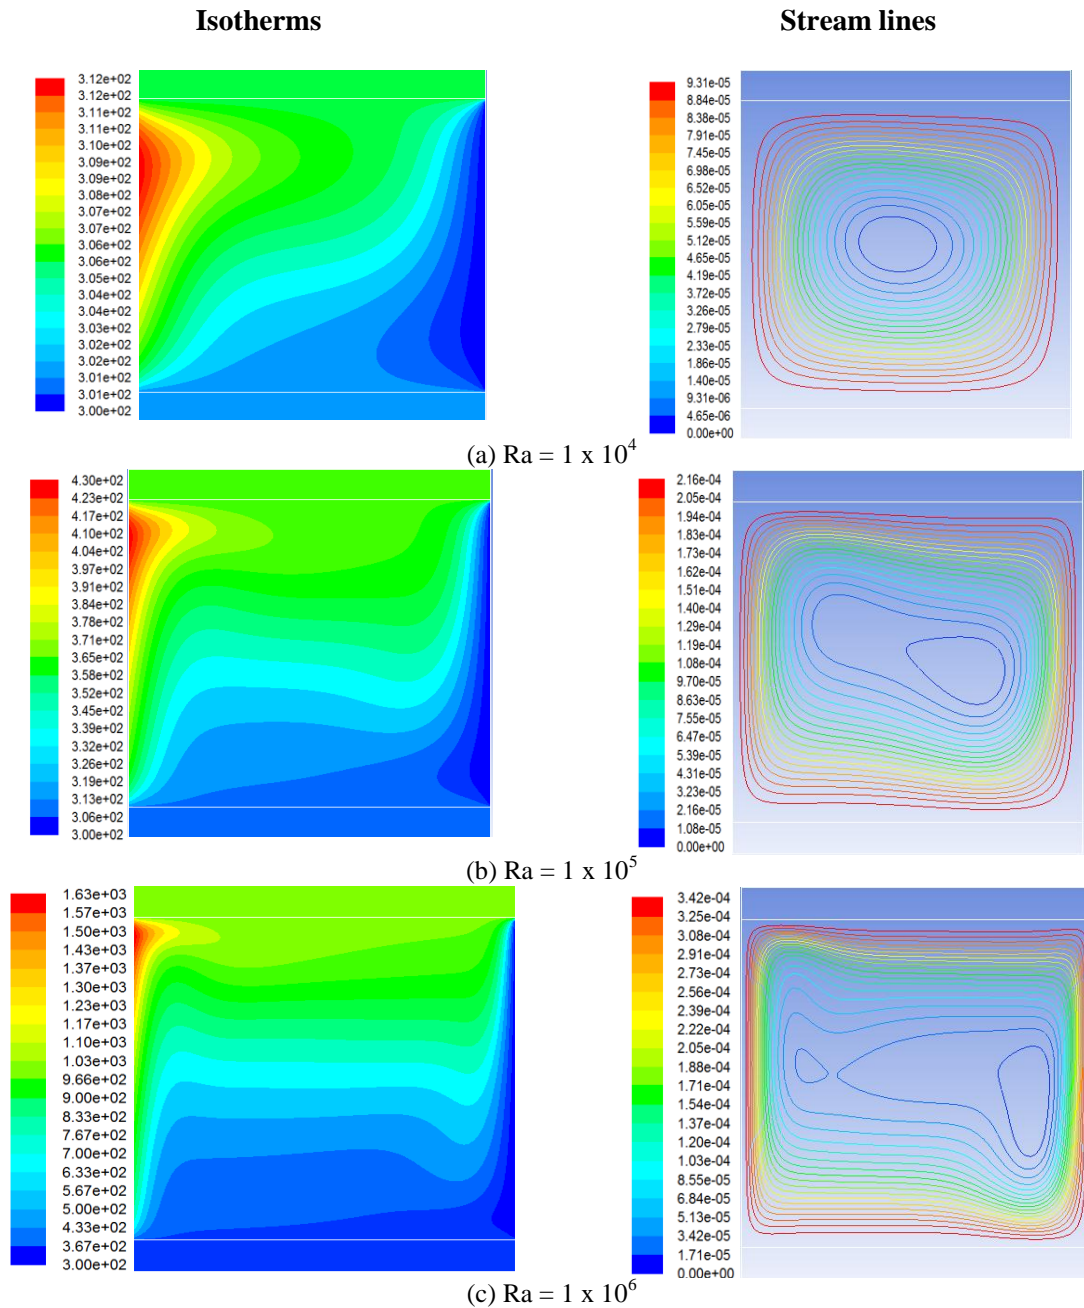 Isotherms
Stream lines
3.12e+02
3.12e+02
3.11e+02
3.11e+02
3.10e+02
3.09e+02
3.09e+02
3.08e+02
3.07e+02
3.07e+02
3.06e+02
3.06e+02
3.05e+02
3.04e+02
3.04e+02
3.03e+02
3.02e+02
3.02e+02
3.01e+02
3.01e+02
3.00e+02
9.31e-05
8.84e-05
8.38e-05
7.91e-05
7.45e-05
6.98e-05
6.52e-05
6.05e-05
5.59e-05
5.12e-05
4.65e-05
4.19e-05
3.72e-05
3.26e-05
2.79e-05
2.33e-05
1.86e-05
1.40e-05
9.31e-06
4.65e-06
0.00e+00
(a) Ra = 1 x 10⁴
4.30e+02
4.23e+02
4.17e+02
4.10e+02
4.04e+02
3.97e+02
3.91e+02
3.84e+02
3.78e+02
3.71e+02
3.65e+02
3.58e+02
3.52e+02
3.45e+02
3.39e+02
3.32e+02
3.26e+02
3.19e+02
3.13e+02
3.06e+02
3.00e+02
2.16e-04
2.05e-04
1.94e-04
1.83e-04
1.73e-04
1.62e-04
1.51e-04
1.40e-04
1.29e-04
1.19e-04
1.08e-04
9.70e-05
8.63e-05
7.55e-05
6.47e-05
5.39e-05
4.31e-05
3.23e-05
2.16e-05
1.08e-05
0.00e+00
(b) Ra = 1 x 10⁵
1.63e+03
1.57e+03
1.50e+03
1.43e+03
1.37e+03
1.30e+03
1.23e+03
1.17e+03
1.10e+03
1.03e+03
9.66e+02
9.00e+02
8.33e+02
7.67e+02
7.00e+02
6.33e+02
5.67e+02
5.00e+02
4.33e+02
3.67e+02
3.00e+02
3.42e-04
3.25e-04
3.08e-04
2.91e-04
2.73e-04
2.56e-04
2.39e-04
2.22e-04
2.05e-04
1.88e-04
1.71e-04
1.54e-04
1.37e-04
1.20e-04
1.03e-04
8.55e-05
6.84e-05
5.13e-05
3.42e-05
1.71e-05
0.00e+00
(c) Ra = 1 x 10⁶